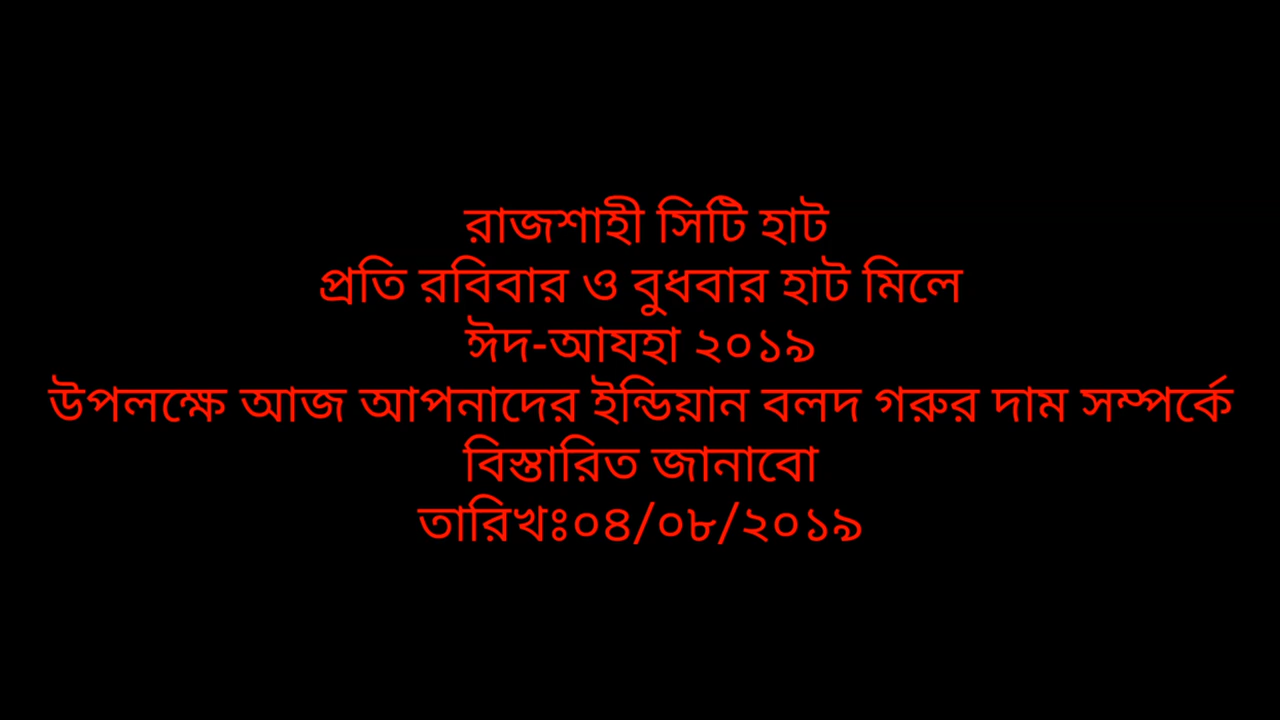 রাজশাহী সিটি হাট
প্রতি রবিবার ও বুধবার হাট মিলে
ঈদ-আযহা ২০১৯
উপলক্ষে আজ আপনাদের ইন্ডিয়ান বলদ গরুর দাম সম্পর্কে
বিস্তারিত জানাবো
তারিখঃ০৪/০৮/২০১৯